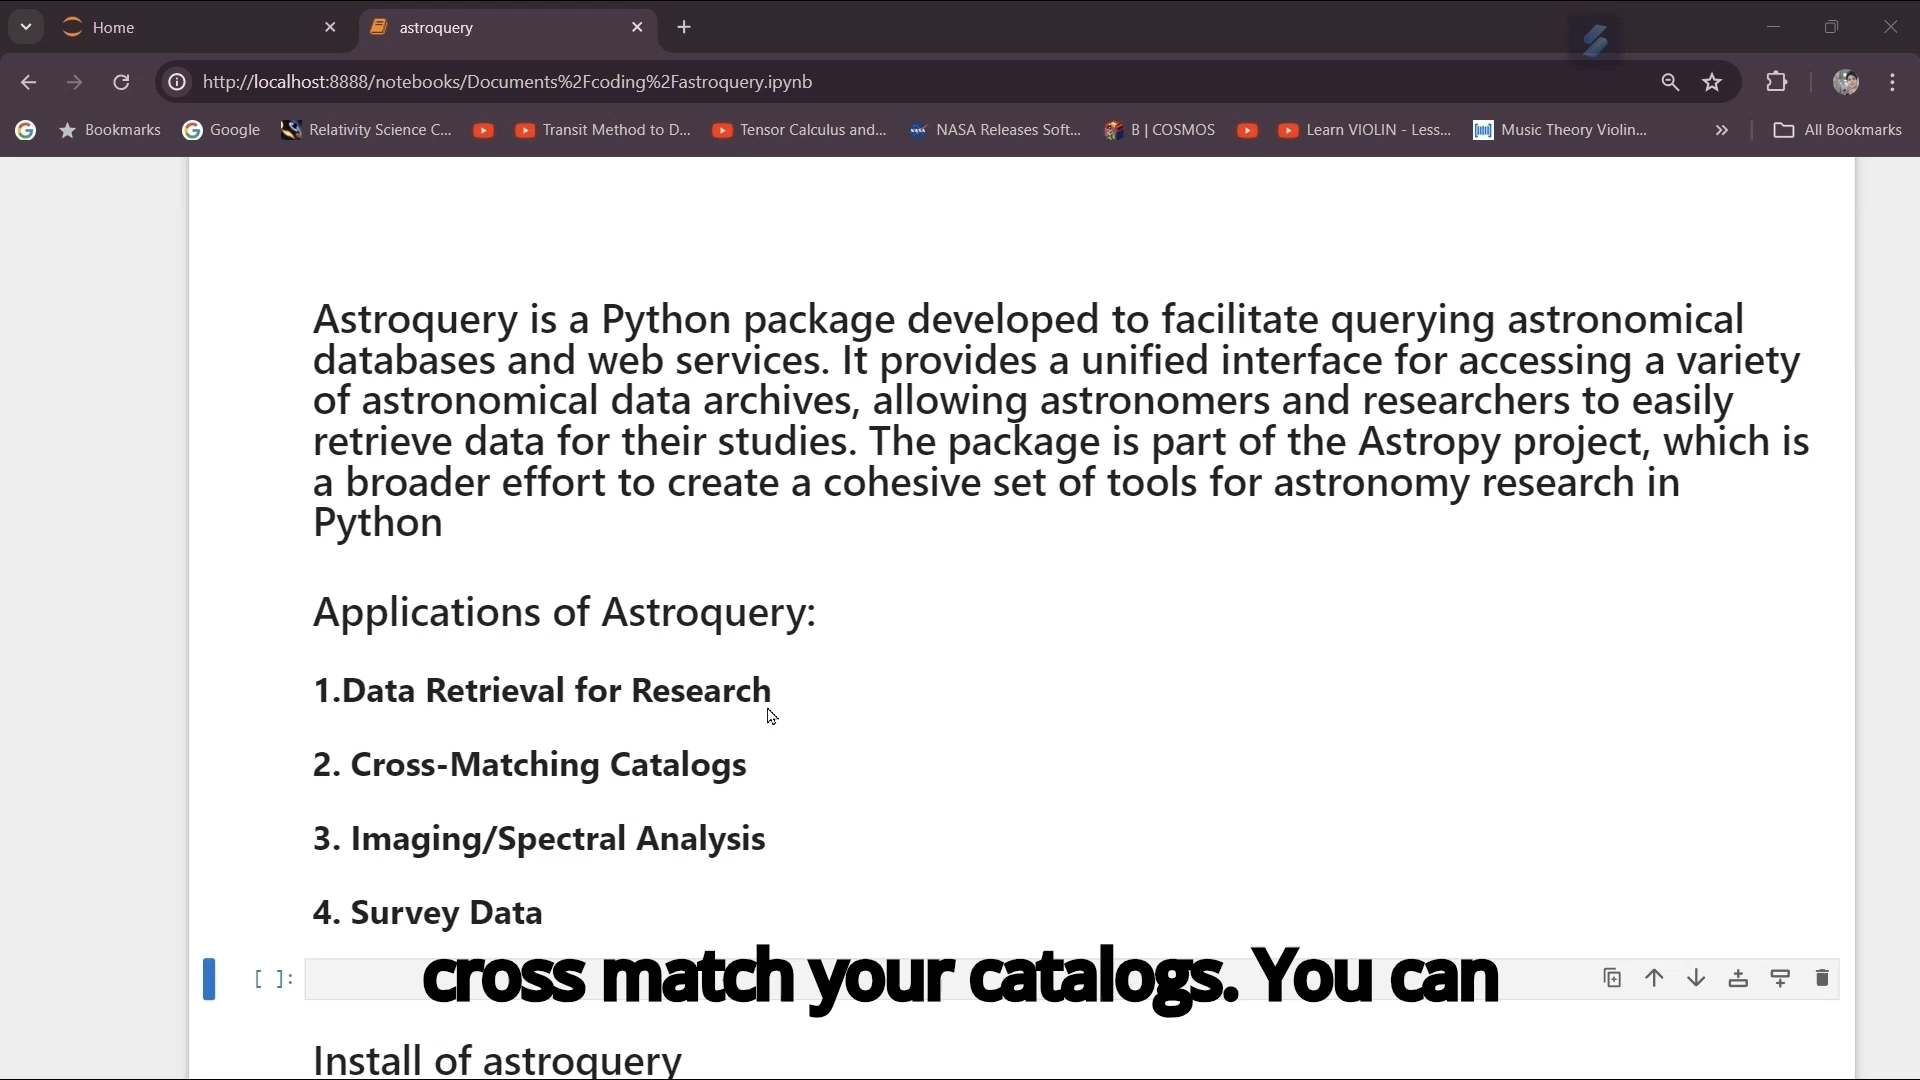 Home
astroquery
http://localhost:8888/notebooks/Documents%2Fcoding%2Fastroquery.ipynb
Bookmarks
Google
Relativity Science C...
Transit Method to D...
Tensor Calculus and...
NASA Releases Soft...
B | COSMOS
Learn VIOLIN - Less...
Music Theory Violin...
All Bookmarks
Astroquery is a Python package developed to facilitate querying astronomical
databases and web services. It provides a unified interface for accessing a variety
of astronomical data archives, allowing astronomers and researchers to easily
retrieve data for their studies. The package is part of the Astropy project, which is
a broader effort to create a cohesive set of tools for astronomy research in
Python
Applications of Astroquery:
1.Data Retrieval for Research
2. Cross-Matching Catalogs
3. Imaging/Spectral Analysis
4. Survey Data
[ ]:
cross match your catalogs. You can
Install of astroquery